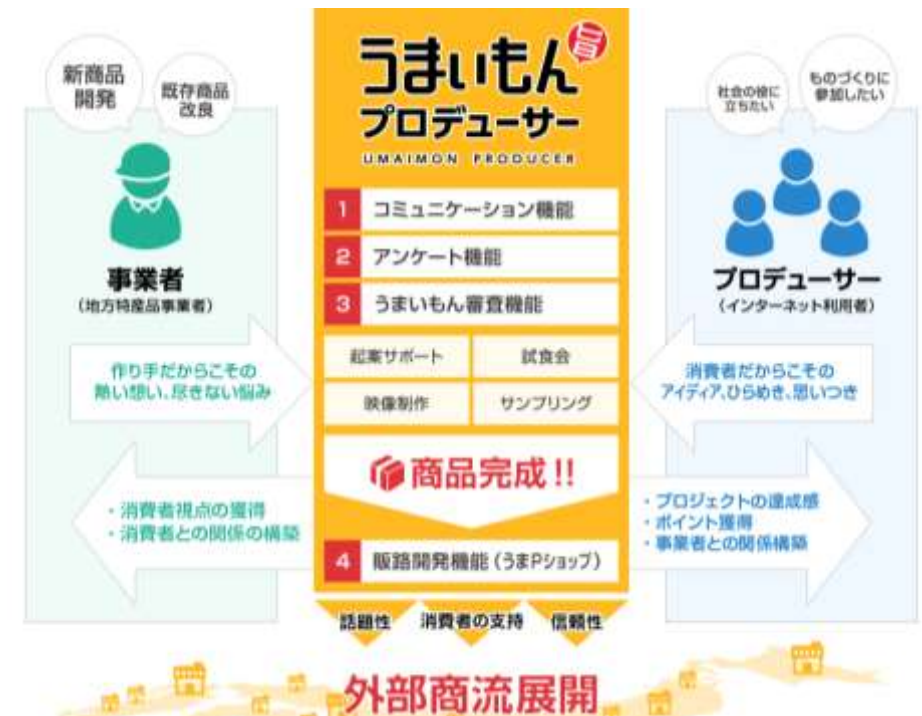 うまいもん
旨
プロデューサー
UMAIMON PRODUCER
新商品
開発
既存商品
改良
事業者
（地方特産品事業者）
社会の役に
立ちたい
ものづくりに
参加したい
プロデューサー
（インターネット利用者）
1 コミュニケーション機能
2 アンケート機能
3 うまいもん審査機能
起案サポート
試食会
映像制作
サンプリング
作り手だからこその
熱い想い、尽きない悩み
消費者だからこその
アイディア、ひらめき、思いつき
商品完成!!
・消費者視点の獲得
・消費者との関係の構築
・プロジェクトの達成感
・ポイント獲得
・事業者との関係構築
4 販路開発機能（うまPショップ）
話題性 消費者の支持 信頼性
外部商流展開